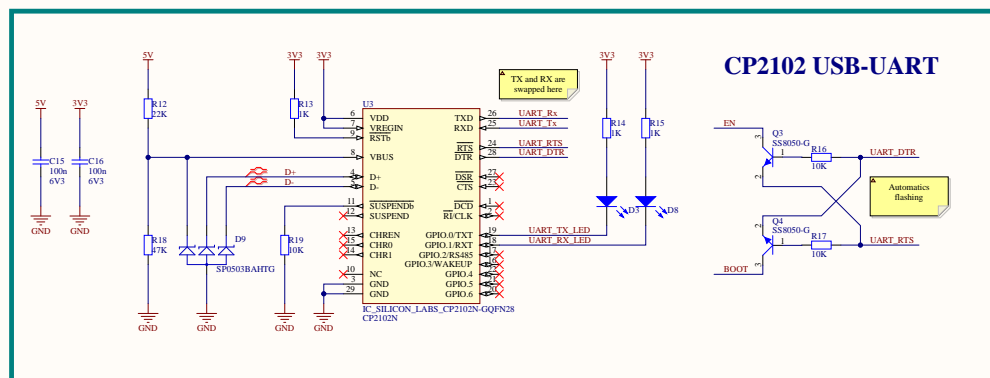 CP2102 USB-UART
5V
3V3
3V3
3V3
3V3
5V
3V3
TX and RX are
swapped here
R12
22K
R13
1K
U3
R14
1K
R15
1K
C15
100n
6V3
C16
100n
6V3
GND
GND
6
VDD
7
VREGIN
9
RSTb
8
VBUS
D+
4
D+
D-
5
D-
11
SUSPENDb
12
SUSPEND
13
CHREN
15
CHR0
14
CHR1
10
NC
3
GND
29
GND
TXD
26
UART_Rx
RXD
25
UART_Tx
RTS
24
UART_RTS
DTR
28
UART_DTR
DSR
27
CTS
23
DCD
1
RI/CLK
2
GPIO.0/TXT
19
UART_TX_LED
GPIO.1/RXT
18
UART_RX_LED
GPIO.2/RS485
17
GPIO.3/WAKEUP
16
GPIO.4
GPIO.5
21
GPIO.6
20
IC_SILICON_LABS_CP2102N-GQFN28
CP2102N
R18
47K
D9
SP0503BAHTG
R19
10K
GND
GND
GND
GND
D3
D8
EN
Q3
SS8050-G
3
1
2
R16
10K
UART_DTR
Automatics
flashing
Q4
SS8050-G
2
1
3
R17
10K
UART_RTS
BOOT